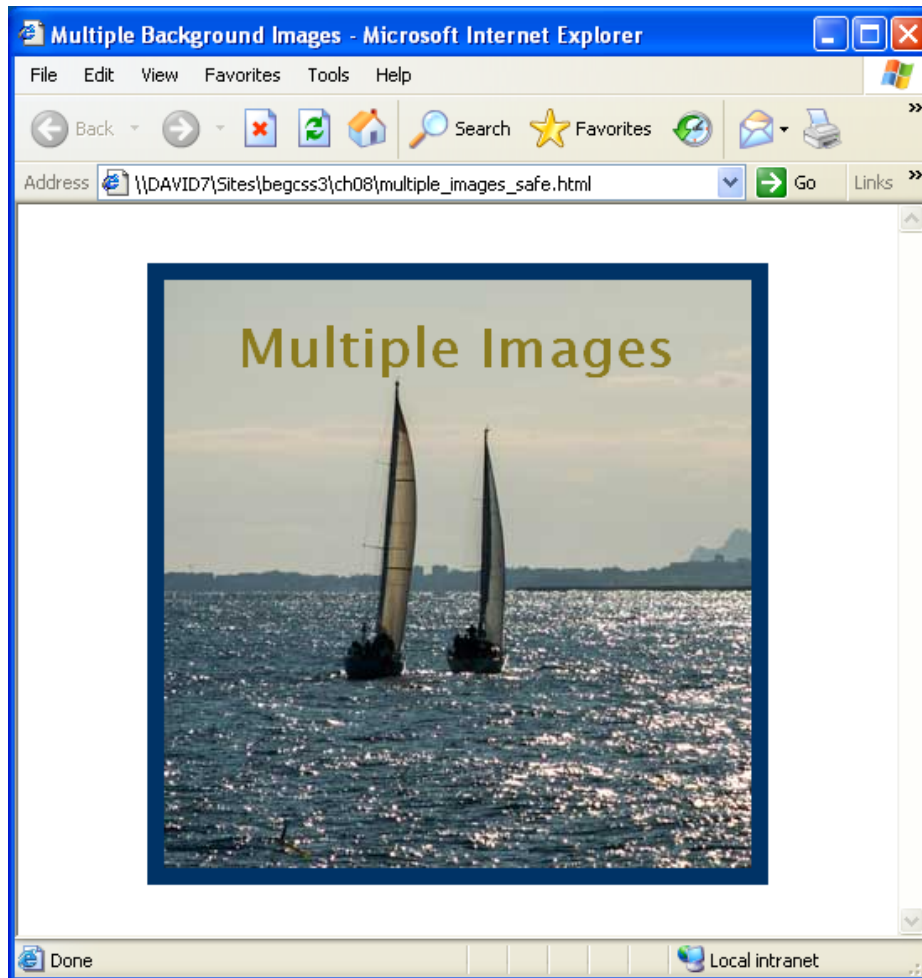 Multiple Background Images - Microsoft Internet Explorer
File Edit View Favorites Tools Help
Back Search Favorites »
Address \\DAVID7\Sites\begcss3\ch08\multiple_images_safe.html Go Links »
Multiple Images
Done Local intranet